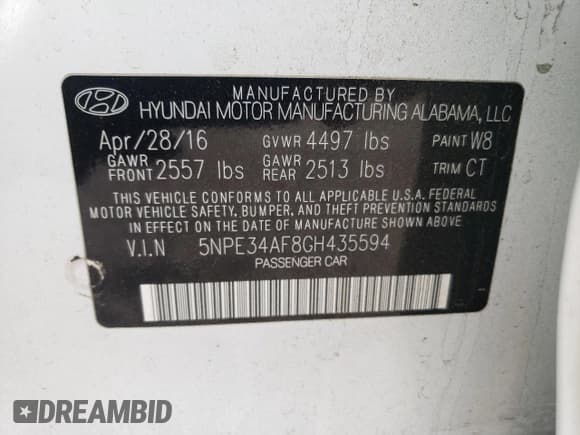 MANUFACTURED BY
HYUNDAI MOTOR MANUFACTURING ALABAMA, LLC
Apr/28/16 GVWR 4497 lbs PAINT W8
GAWR FRONT 2557 lbs GAWR REAR 2513 lbs TRIM CT
THIS VEHICLE CONFORMS TO ALL APPLICABLE U.S.A. FEDERAL
MOTOR VEHICLE SAFETY, BUMPER, AND THEFT PREVENTION STANDARDS
IN EFFECT ON THE DATE OF MANUFACTURE SHOWN ABOVE.
V.I.N 5NPE34AF8GH435594
PASSENGER CAR
DREAMBID